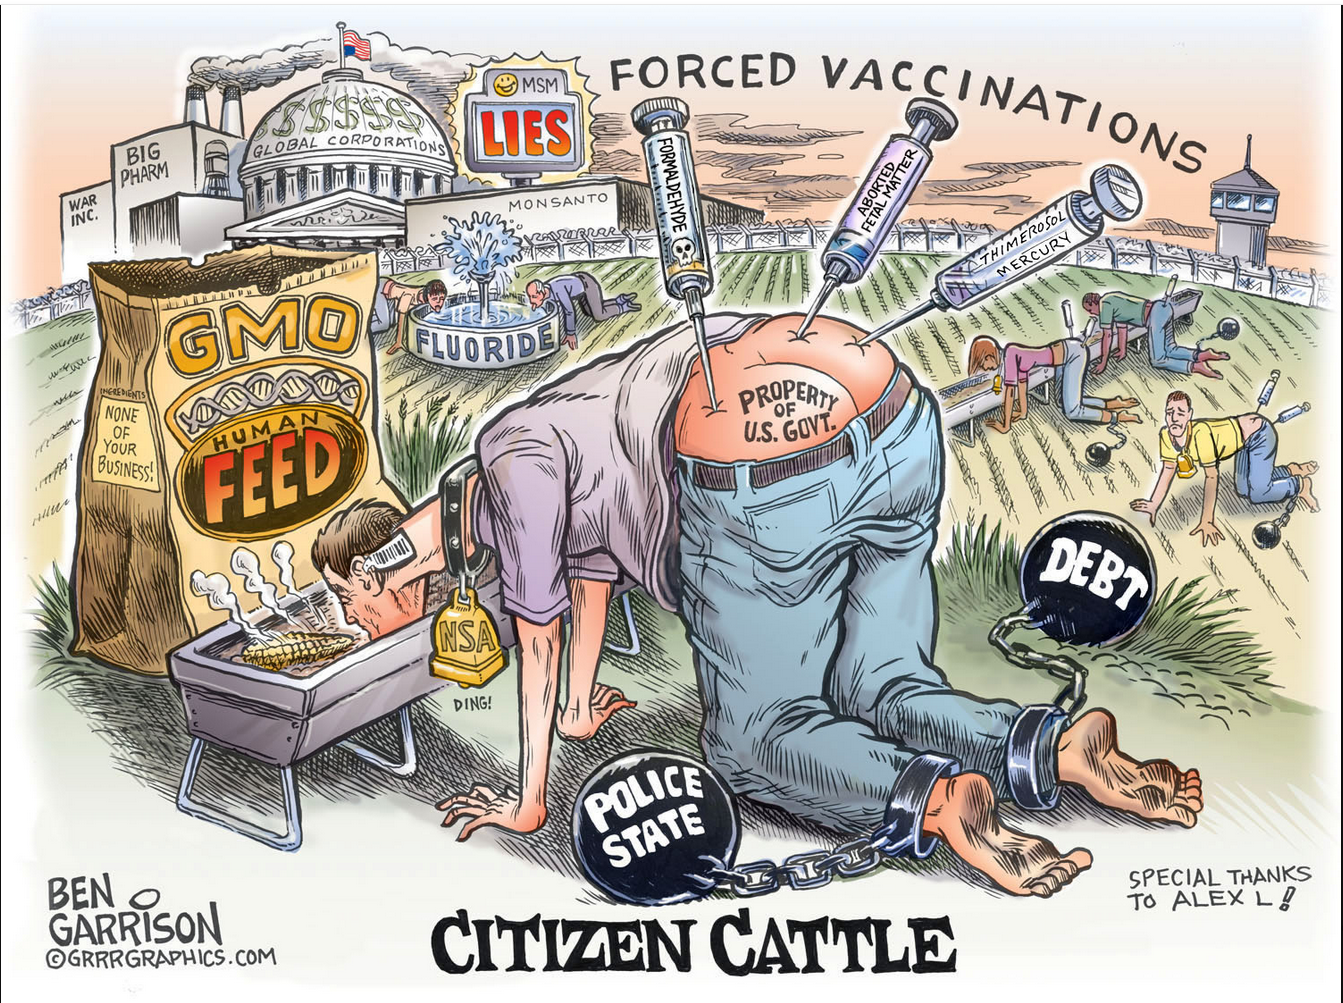 FORCED VACCINATIONS
MSM
LIES
$$$$$$
GLOBAL CORPORATIONS
BIG
PHARM
WAR
INC.
MONSANTO
FORMALDEHYDE
ABORTED
FETAL MATTER
THIMEROSOL
MERCURY
FLUORIDE
GMO
HUMAN
FEED
INGREDIENTS
NONE
OF
YOUR
BUSINESS!
PROPERTY
OF
U.S. GOVT.
NSA
DING!
DEBT
POLICE
STATE
BEN
GARRISON
©GRRRGRAPHICS.COM
CITIZEN CATTLE
SPECIAL THANKS
TO ALEX L!